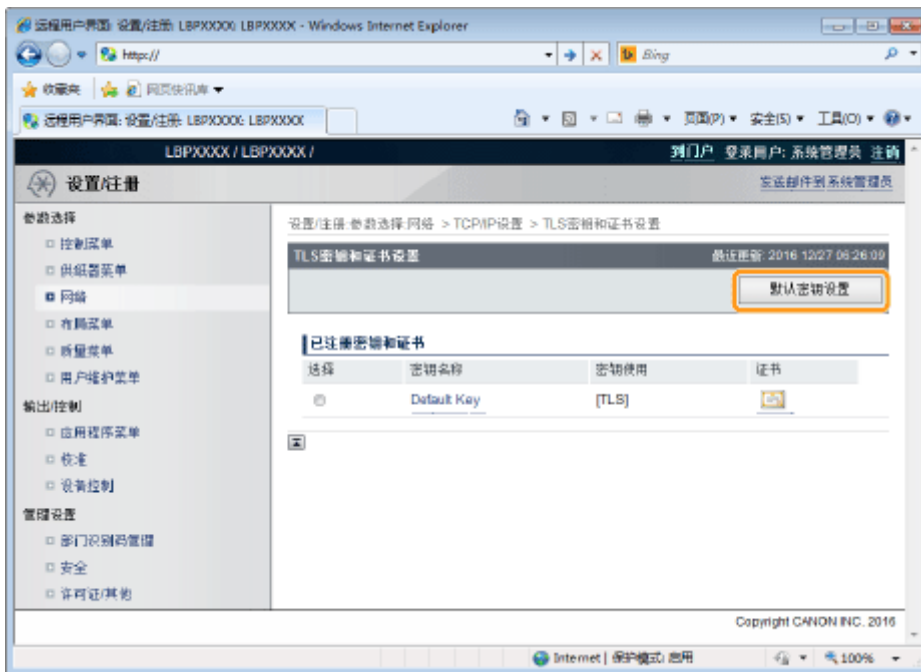 远程用户界面: 设置/注册: LBPXXXX: LBPXXXX - Windows Internet Explorer
https://
Bing
收藏夹
网页快讯库
远程用户界面: 设置/注册: LBPXXXX: LBPXXXX
页面(P) 安全(S) 工具(O)
LBPXXXX / LBPXXXX /
到门户 登录用户: 系统管理员 注销
设置/注册
发送邮件到系统管理员
参数选择
控制菜单
供纸器菜单
网络
布局菜单
质量菜单
用户维护菜单
输出/控制
应用程序菜单
校准
设备控制
管理设置
部门识别码管理
安全
许可证/其他
设置/注册:参数选择:网络 > TCP/IP设置 > TLS密钥和证书设置
TLS密钥和证书设置
最近更新: 2016 12/27 06:26:09
默认密钥设置
已注册密钥和证书
选择 密钥名称 密钥使用 证书
Default Key [TLS]
Copyright CANON INC. 2016
Internet | 保护模式: 启用
100%